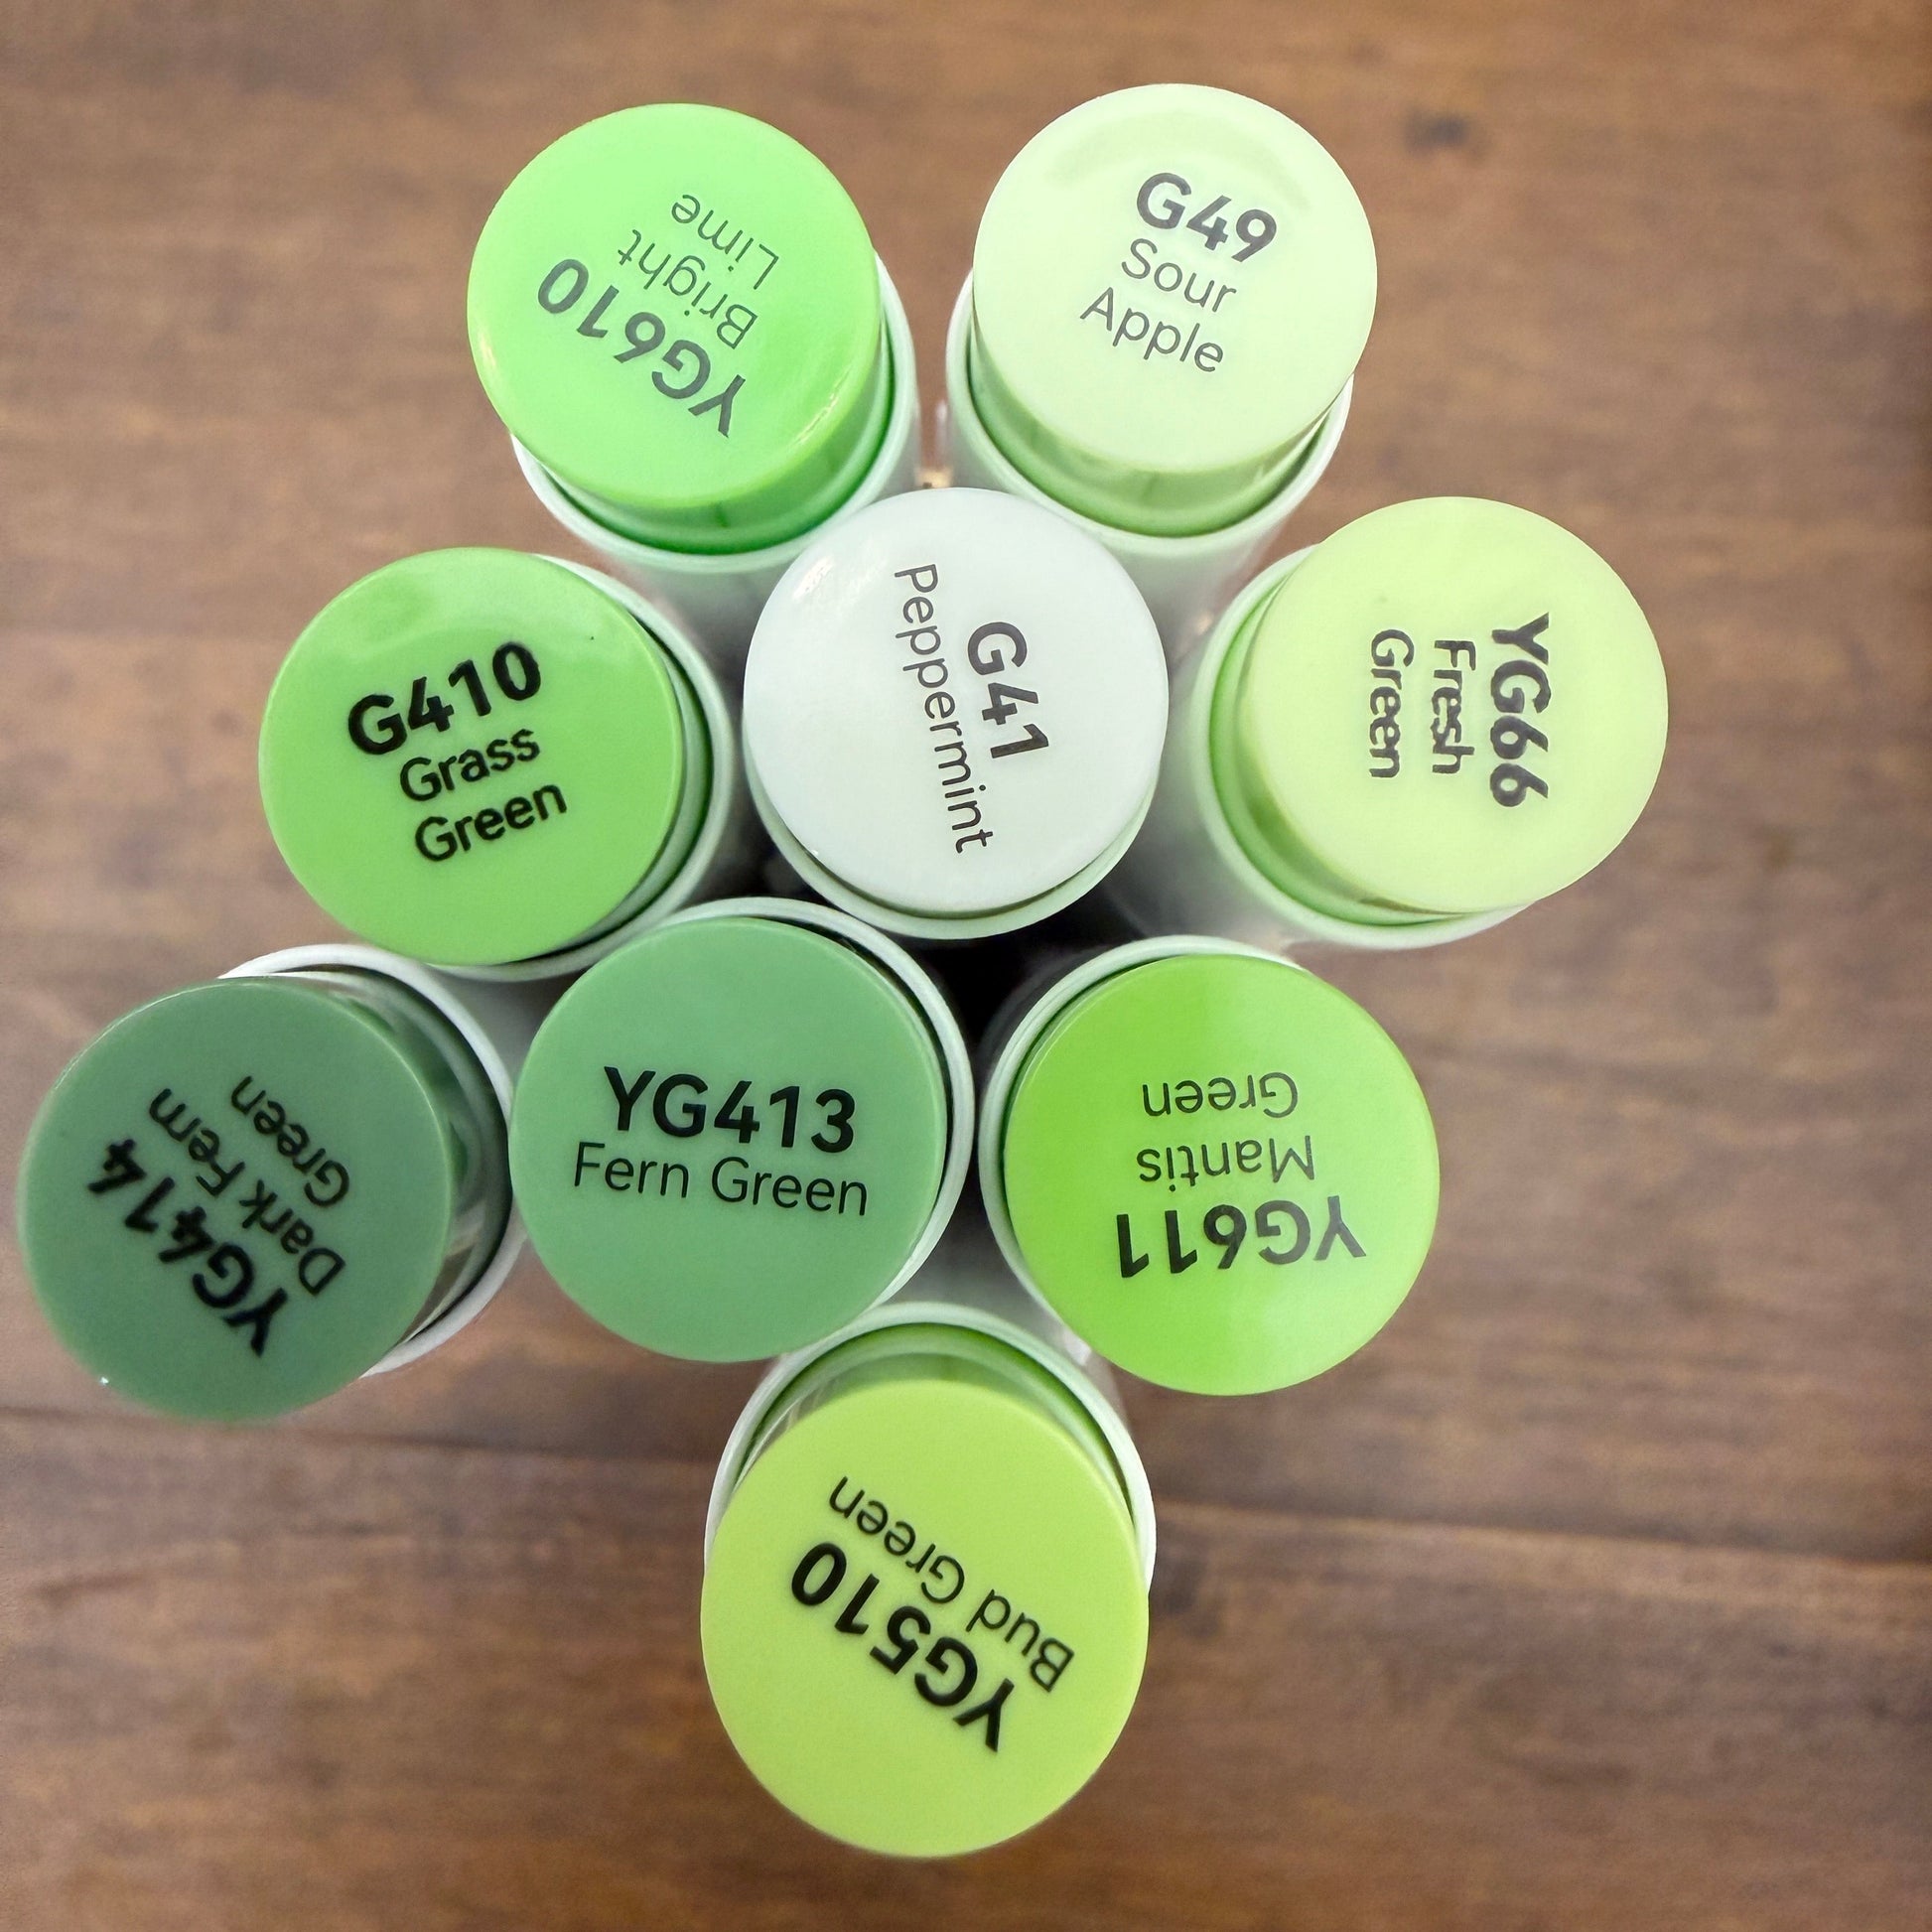 YG610
Bright
Lime
G49
Sour
Apple
G410
Grass
Green
G41
Peppermint
YG66
Fresh
Green
YG414
Dark Fern
Green
YG413
Fern Green
YG611
Mantis
Green
YG510
Bud Green